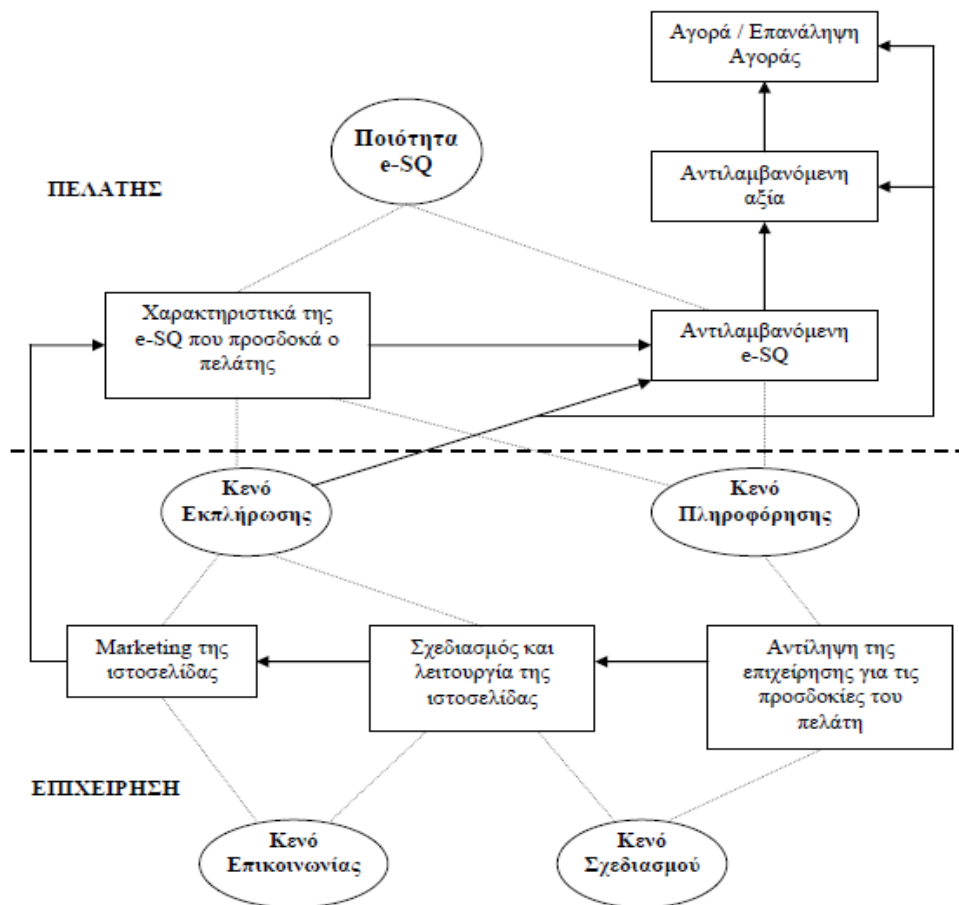 Αγορά / Επανάληψη
Αγοράς
Ποιότητα
e-SQ
ΠΕΛΑΤΗΣ
Αντιλαμβανόμενη
αξία
Χαρακτηριστικά της
e-SQ που προσδοκά ο
πελάτης
Αντιλαμβανόμενη
e-SQ
Κενό
Εκπλήρωσης
Κενό
Πληροφόρησης
Marketing της
ιστοσελίδας
Σχεδιασμός και
λειτουργία της
ιστοσελίδας
Αντίληψη της
επιχείρησης για τις
προσδοκίες του
πελάτη
ΕΠΙΧΕΙΡΗΣΗ
Κενό
Επικοινωνίας
Κενό
Σχεδιασμού